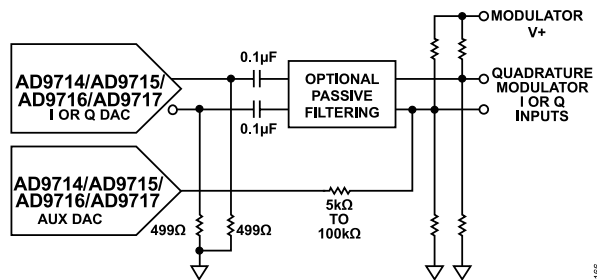 MODULATOR
V+
0.1µF
AD9714/AD9715/
AD9716/AD9717
I OR Q DAC
OPTIONAL
PASSIVE
FILTERING
QUADRATURE
MODULATOR
I OR Q
INPUTS
0.1µF
AD9714/AD9715/
AD9716/AD9717
AUX DAC
5kΩ
TO
100kΩ
499Ω
499Ω